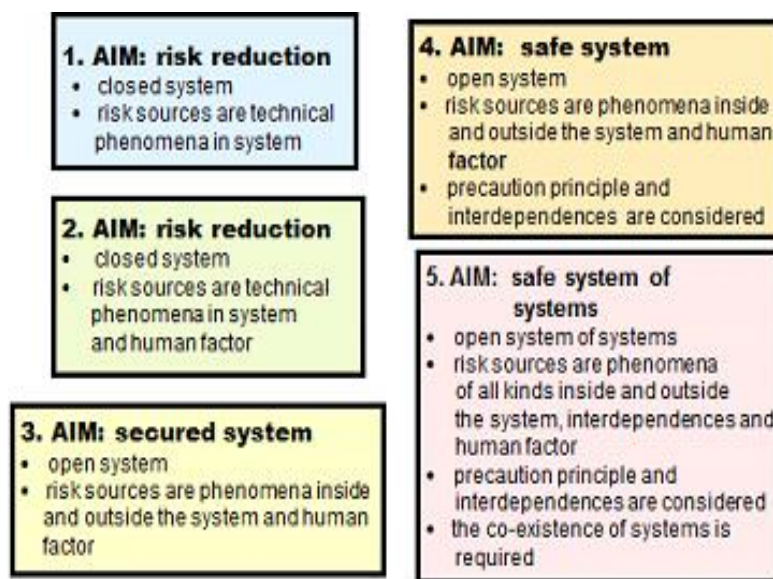 1. AIM: risk reduction
• closed system
• risk sources are technical
phenomena in system
2. AIM: risk reduction
• closed system
• risk sources are technical
phenomena in system
and human factor
3. AIM: secured system
• open system
• risk sources are phenomena inside
and outside the system and human
factor
4. AIM: safe system
• open system
• risk sources are phenomena inside
and outside the system and human
factor
• precaution principle and
interdependences are considered
5. AIM: safe system of
systems
• open system of systems
• risk sources are phenomena
of all kinds inside and outside
the system, interdependences and
human factor
• precaution principle and
interdependences are considered
• the co-existence of systems is
required